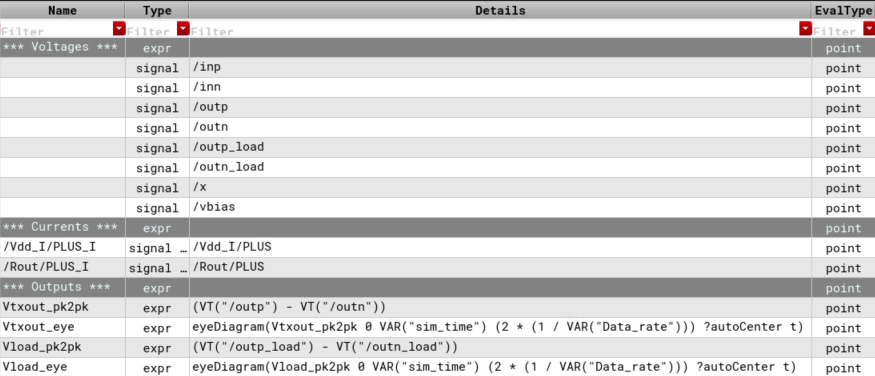 Name Type Details EvalType
Filter Filter Filter Filter
*** Voltages *** expr point
signal /inp point
signal /inn point
signal /outp point
signal /outn point
signal /outp_load point
signal /outn_load point
signal /x point
signal /vbias point
*** Currents *** expr point
/Vdd_I/PLUS_I signal … /Vdd_I/PLUS point
/Rout/PLUS_I signal … /Rout/PLUS point
*** Outputs *** expr point
Vtxout_pk2pk expr (VT("/outp") - VT("/outn")) point
Vtxout_eye expr eyeDiagram(Vtxout_pk2pk 0 VAR("sim_time") (2 * (1 / VAR("Data_rate"))) ?autoCenter t) point
Vload_pk2pk expr (VT("/outp_load") - VT("/outn_load")) point
Vload_eye expr eyeDiagram(Vload_pk2pk 0 VAR("sim_time") (2 * (1 / VAR("Data_rate"))) ?autoCenter t) point